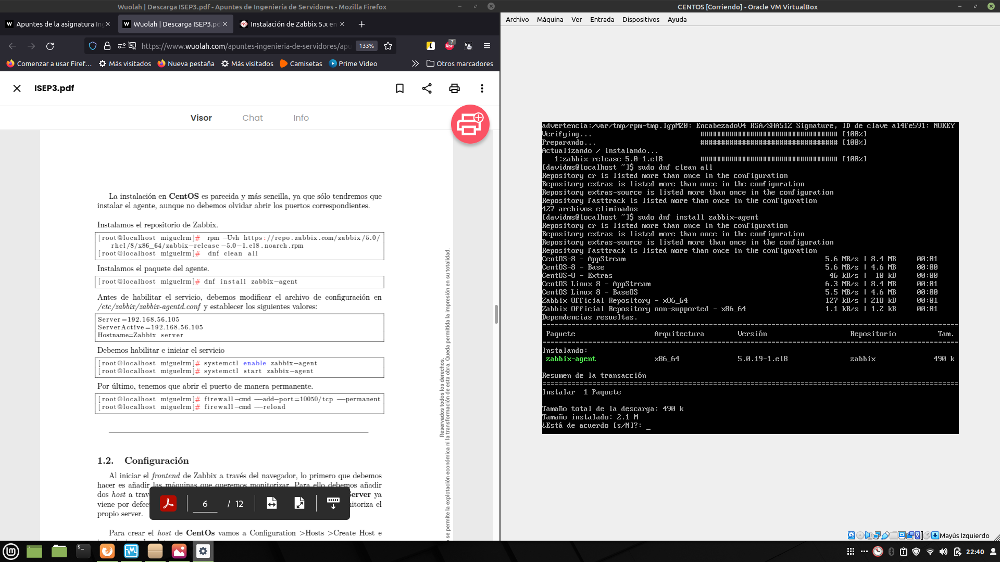 Wuolah | Descarga ISEP3.pdf - Apuntes de Ingeniería de Servidores - Mozilla Firefox
Apuntes de la asignatura In
Wuolah | Descarga ISEP3.pd
Instalación de Zabbix 5.x en
https://www.wuolah.com/apuntes-ingenieria-de-servidores/apu
133%
7
Comenzar a usar Firef...
Más visitados
Nueva pestaña
Más visitados
Camisetas
Prime Video
Otros marcadores
ISEP3.pdf
Visor
Chat
Info
La instalación en CentOS es parecida y más sencilla, ya que sólo tendremos que
instalar el agente, aunque no debemos olvidar abrir los puertos correspondientes.
Instalamos el repositorio de Zabbix.
[root@localhost miguelrm]# rpm -Uvh https://repo.zabbix.com/zabbix/5.0/
rhel/8/x86_64/zabbix-release-5.0-1.el8.noarch.rpm
[root@localhost miguelrm]# dnf clean all
Instalamos el paquete del agente.
[root@localhost miguelrm]# dnf install zabbix-agent
Antes de habilitar el servicio, debemos modificar el archivo de configuración en
/etc/zabbix/zabbix-agentd.conf y establecer los siguientes valores:
Server=192.168.56.105
ServerActive=192.168.56.105
Hostname=Zabbix server
Debemos habilitar e iniciar el servicio
[root@localhost miguelrm]# systemctl enable zabbix-agent
[root@localhost miguelrm]# systemctl start zabbix-agent
Por último, tenemos que abrir el puerto de manera permanente.
[root@localhost miguelrm]# firewall-cmd --add-port=10050/tcp --permanent
[root@localhost miguelrm]# firewall-cmd --reload
1.2. Configuración
Al iniciar el frontend de Zabbix a través del navegador, lo primero que debemos
hacer es añadir las máquinas que queremos monitorizar. Para ello debemos añadir
dos host a trav Server ya
viene por defec nitoriza el
propio server.
Para crear el host de CentOs vamos a Configuration >Hosts >Create Host e
Reservados todos los derechos.
se permite la explotación económica ni la transformación de esta obra. Queda permitida la impresión en su totalidad.
6 / 12
CENTOS [Corriendo] - Oracle VM VirtualBox
Archivo Máquina Ver Entrada Dispositivos Ayuda
advertencia:/var/tmp/rpm-tmp.IgpM20: EncabezadoV4 RSA/SHA512 Signature, ID de clave a14fe591: NOKEY
Verifying... ################################# [100%]
Preparando... ################################# [100%]
Actualizando / instalando...
1:zabbix-release-5.0-1.el8 ################################# [100%]
[davidms@localhost ~]$ sudo dnf clean all
Repository cr is listed more than once in the configuration
Repository extras is listed more than once in the configuration
Repository extras-source is listed more than once in the configuration
Repository fasttrack is listed more than once in the configuration
427 archivos eliminados
[davidms@localhost ~]$ sudo dnf install zabbix-agent
Repository cr is listed more than once in the configuration
Repository extras is listed more than once in the configuration
Repository extras-source is listed more than once in the configuration
Repository fasttrack is listed more than once in the configuration
CentOS-8 - AppStream 5.6 MB/s | 8.4 MB 00:01
CentOS-8 - Base 5.6 MB/s | 4.6 MB 00:00
CentOS-8 - Extras 46 kB/s | 10 kB 00:00
CentOS Linux 8 - AppStream 6.3 MB/s | 8.4 MB 00:01
CentOS Linux 8 - BaseOS 5.5 MB/s | 4.6 MB 00:00
Zabbix Official Repository - x86_64 127 kB/s | 218 kB 00:01
Zabbix Official Repository non-supported - x86_64 1.1 kB/s | 1.2 kB 00:01
Dependencias resueltas.
Paquete Arquitectura Versión Repositorio Tam.
Instalando:
zabbix-agent x86_64 5.0.19-1.el8 zabbix 490 k
Resumen de la transacción
Instalar 1 Paquete
Tamaño total de la descarga: 490 k
Tamaño instalado: 2.1 M
¿Está de acuerdo [s/N]?: _
Mayús Izquierdo
22:40